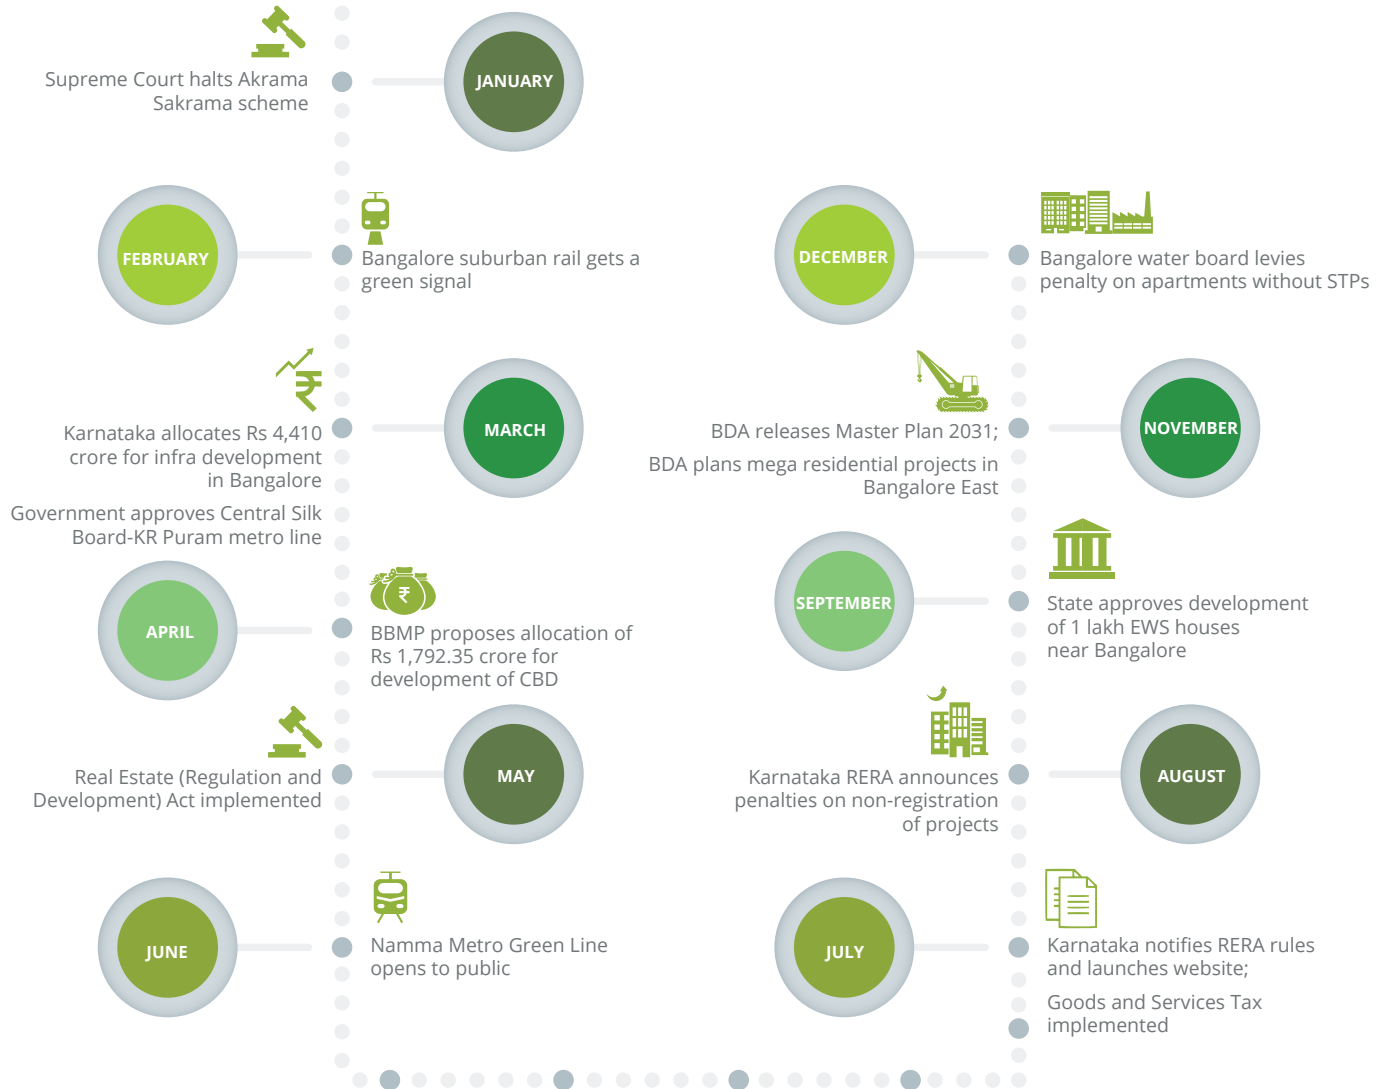 Supreme Court halts Akrama
Sakrama scheme
JANUARY
FEBRUARY
Bangalore suburban rail gets a
green signal
Karnataka allocates Rs 4,410
crore for infra development
in Bangalore
Government approves Central Silk
Board-KR Puram metro line
MARCH
APRIL
₹
BBMP proposes allocation of
Rs 1,792.35 crore for
development of CBD
Real Estate (Regulation and
Development) Act implemented
MAY
JUNE
Namma Metro Green Line
opens to public
JULY
Karnataka notifies RERA rules
and launches website;
Goods and Services Tax
implemented
Karnataka RERA announces
penalties on non-registration
of projects
AUGUST
SEPTEMBER
State approves development
of 1 lakh EWS houses
near Bangalore
₹
BDA releases Master Plan 2031;
BDA plans mega residential projects in
Bangalore East
NOVEMBER
DECEMBER
Bangalore water board levies
penalty on apartments without STPs